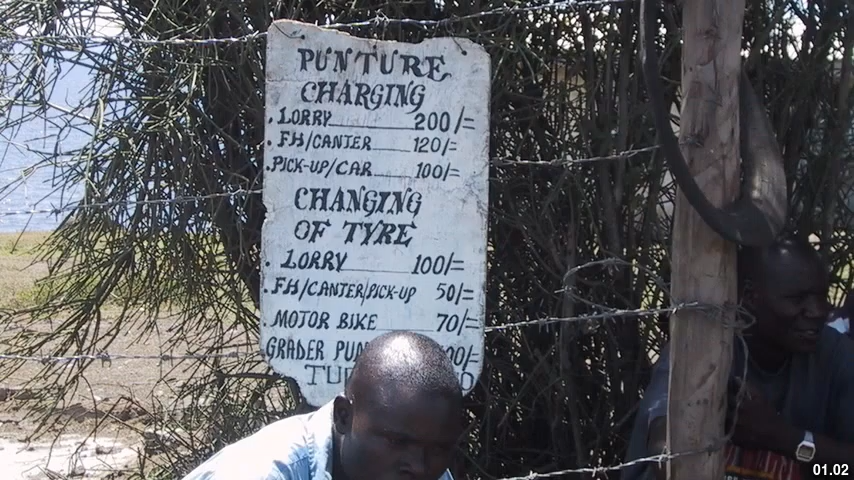 PUNTURE
CHARGING
. LORRY 200/=
. FH/CANTER 120/=
. PICK-UP/CAR 100/=
CHANGING
OF TYRE
. LORRY 100/=
. FH/CANTER/PICK-UP 50/=
. MOTOR BIKE 70/=
GRADER
01.02